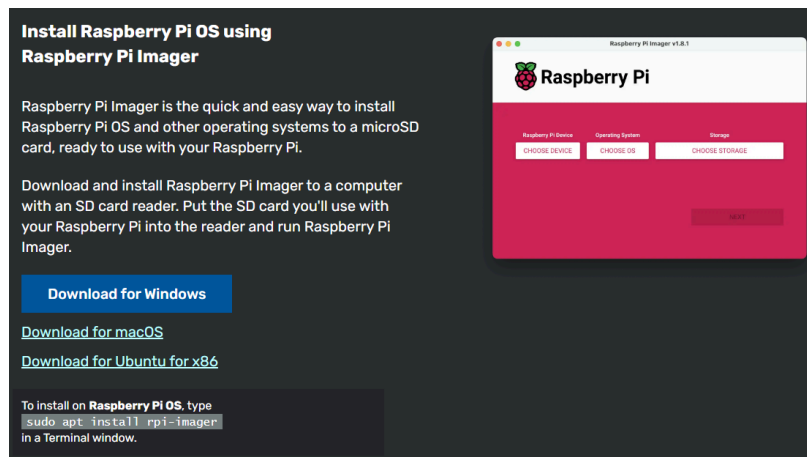 Install Raspberry Pi OS using
Raspberry Pi Imager
Raspberry Pi Imager is the quick and easy way to install
Raspberry Pi OS and other operating systems to a microSD
card, ready to use with your Raspberry Pi.
Download and install Raspberry Pi Imager to a computer
with an SD card reader. Put the SD card you'll use with
your Raspberry Pi into the reader and run Raspberry Pi
Imager.
Download for Windows
Download for macOS
Download for Ubuntu for x86
To install on Raspberry Pi OS, type
sudo apt install rpi-imager
in a Terminal window.
Raspberry Pi Imager v1.8.1
Raspberry Pi
Raspberry Pi Device Operating System Storage
CHOOSE DEVICE CHOOSE OS CHOOSE STORAGE
NEXT